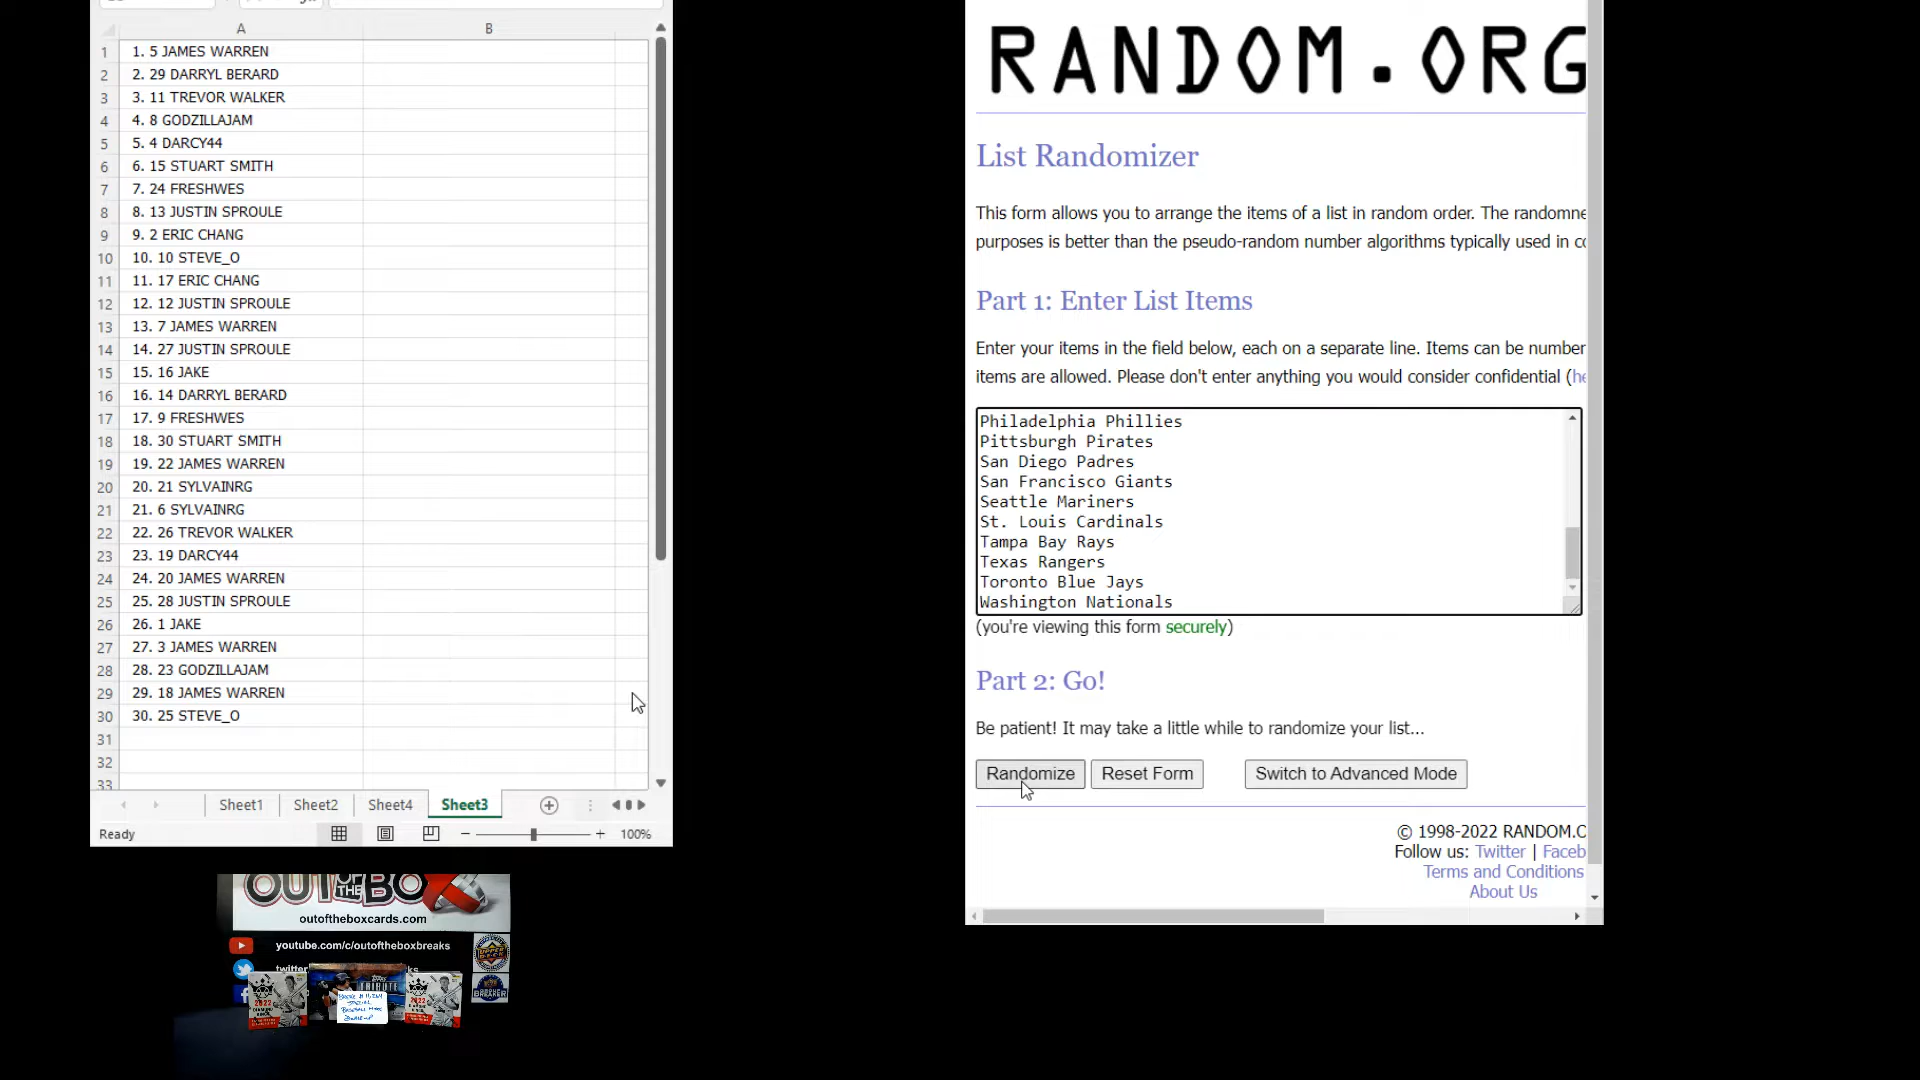 A B
1 1. 5 JAMES WARREN
2 2. 29 DARRYL BERARD
3 3. 11 TREVOR WALKER
4 4. 8 GODZILLAJAM
5 5. 4 DARCY44
6 6. 15 STUART SMITH
7 7. 24 FRESHWES
8 8. 13 JUSTIN SPROULE
9 9. 2 ERIC CHANG
10 10. 10 STEVE_O
11 11. 17 ERIC CHANG
12 12. 12 JUSTIN SPROULE
13 13. 7 JAMES WARREN
14 14. 27 JUSTIN SPROULE
15 15. 16 JAKE
16 16. 14 DARRYL BERARD
17 17. 9 FRESHWES
18 18. 30 STUART SMITH
19 19. 22 JAMES WARREN
20 20. 21 SYLVAINRG
21 21. 6 SYLVAINRG
22 22. 26 TREVOR WALKER
23 23. 19 DARCY44
24 24. 20 JAMES WARREN
25 25. 28 JUSTIN SPROULE
26 26. 1 JAKE
27 27. 3 JAMES WARREN
28 28. 23 GODZILLAJAM
29 29. 18 JAMES WARREN
30 30. 25 STEVE_O
31
32
33
Sheet1 Sheet2 Sheet4 Sheet3
Ready 100%
OUT OF THE BOX
outoftheboxcards.com
youtube.com/c/outoftheboxbreaks
UPPER DECK
BREAKER
2022
TOPPS
TRIBUTE
2022
RANDOM.ORG
List Randomizer
This form allows you to arrange the items of a list in random order. The randomne
purposes is better than the pseudo-random number algorithms typically used in co
Part 1: Enter List Items
Enter your items in the field below, each on a separate line. Items can be number
items are allowed. Please don't enter anything you would consider confidential (he
Philadelphia Phillies
Pittsburgh Pirates
San Diego Padres
San Francisco Giants
Seattle Mariners
St. Louis Cardinals
Tampa Bay Rays
Texas Rangers
Toronto Blue Jays
Washington Nationals
(you're viewing this form securely)
Part 2: Go!
Be patient! It may take a little while to randomize your list...
Randomize Reset Form Switch to Advanced Mode
© 1998-2022 RANDOM.O
Follow us: Twitter | Faceb
Terms and Conditions
About Us